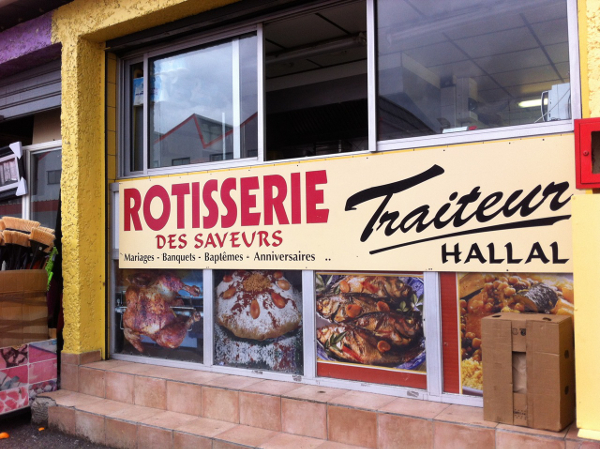 ROTISSERIE
DES SAVEURS
Mariages - Banquets - Baptêmes - Anniversaires ..
Traiteur
HALLAL